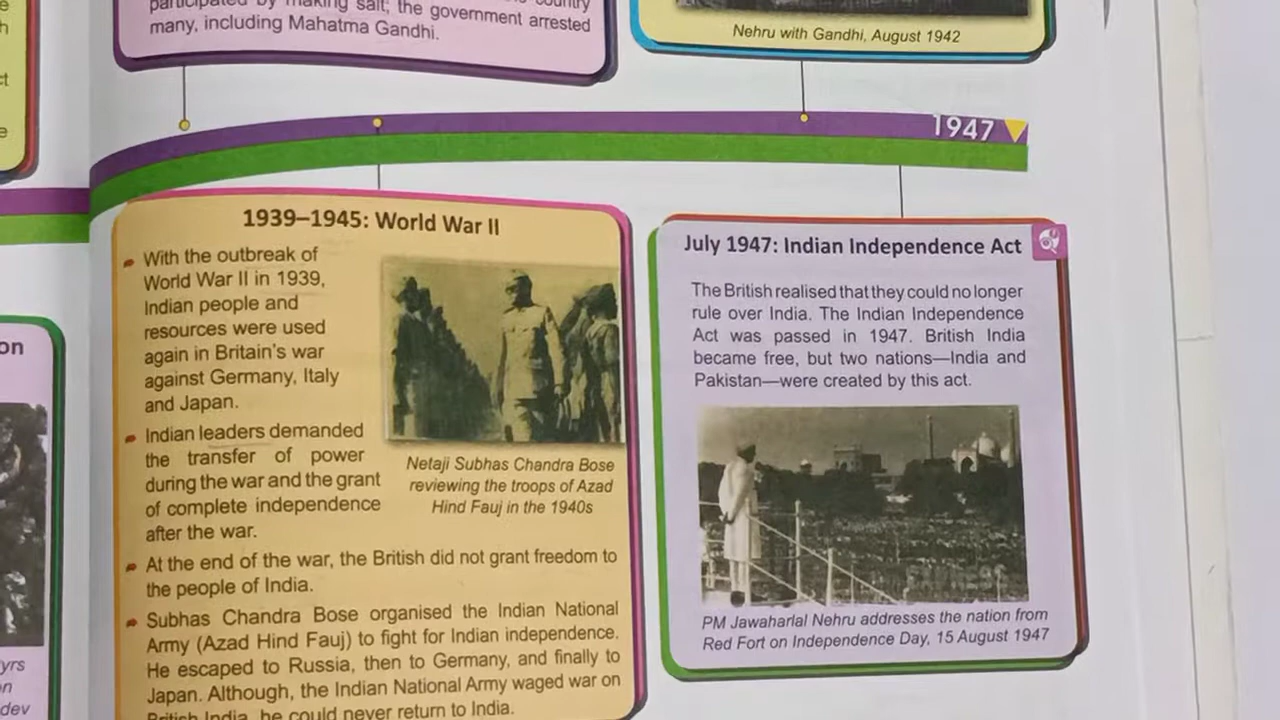 participated by making salt; the government arrested
many, including Mahatma Gandhi.
Nehru with Gandhi, August 1942
1947
1939–1945: World War II
With the outbreak of
World War II in 1939,
Indian people and
resources were used
again in Britain's war
against Germany, Italy
and Japan.
Indian leaders demanded
the transfer of power
during the war and the grant
of complete independence
after the war.
Netaji Subhas Chandra Bose
reviewing the troops of Azad
Hind Fauj in the 1940s
At the end of the war, the British did not grant freedom to
the people of India.
Subhas Chandra Bose organised the Indian National
Army (Azad Hind Fauj) to fight for Indian independence.
He escaped to Russia, then to Germany, and finally to
Japan. Although, the Indian National Army waged war on
British India, he could never return to India.
July 1947: Indian Independence Act
The British realised that they could no longer
rule over India. The Indian Independence
Act was passed in 1947. British India
became free, but two nations—India and
Pakistan—were created by this act.
PM Jawaharlal Nehru addresses the nation from
Red Fort on Independence Day, 15 August 1947